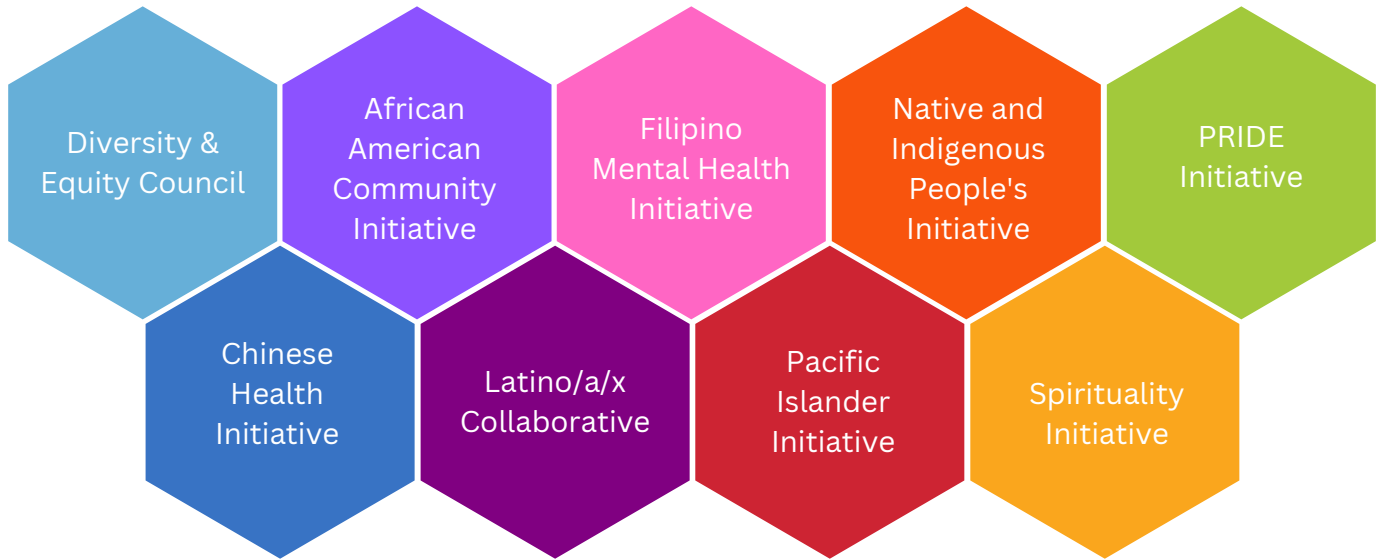 Diversity &
Equity Council
African
American
Community
Initiative
Filipino
Mental Health
Initiative
Native and
Indigenous
People's
Initiative
PRIDE
Initiative
Chinese
Health
Initiative
Latino/a/x
Collaborative
Pacific
Islander
Initiative
Spirituality
Initiative